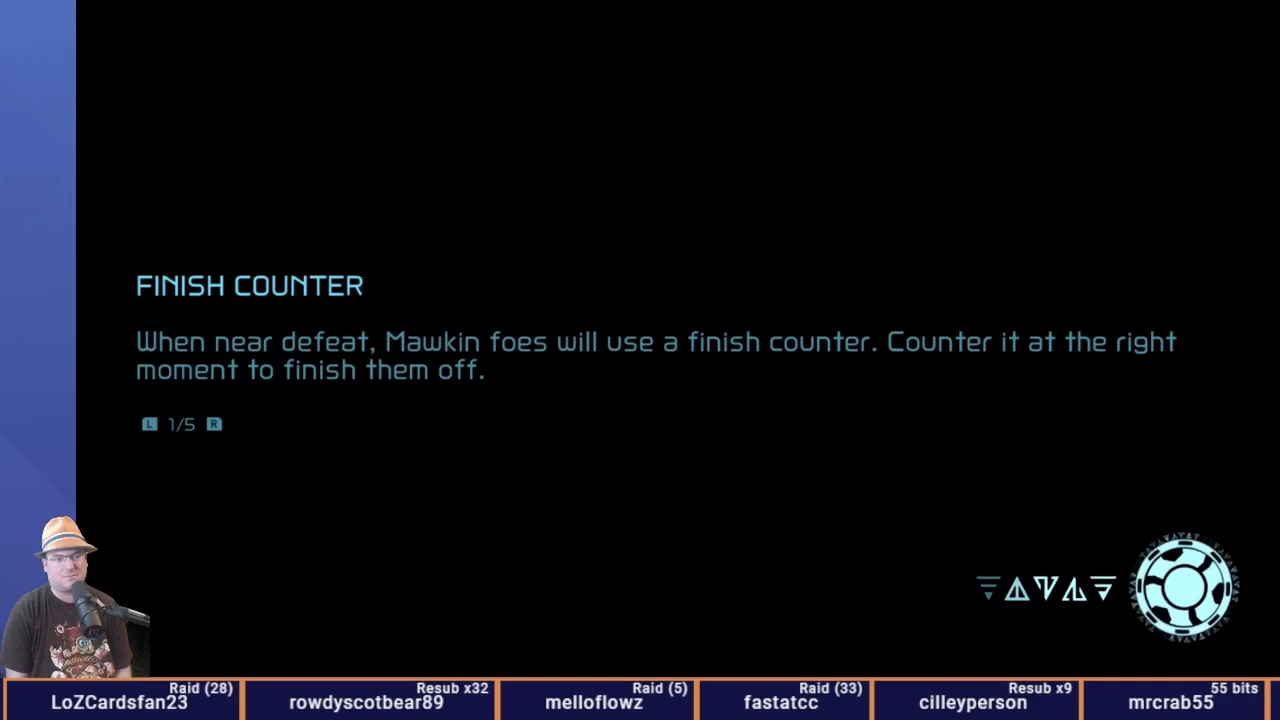 FINISH COUNTER
When near defeat, Mawkin foes will use a finish counter. Counter it at the right
moment to finish them off.
L 1/5 R
Raid (28)
LoZCardsfan23
Resub x32
rowdyscotbear89
Raid (5)
melloflowz
Raid (33)
fastatcc
Resub x9
cilleyperson
55 bits
mrcrab55